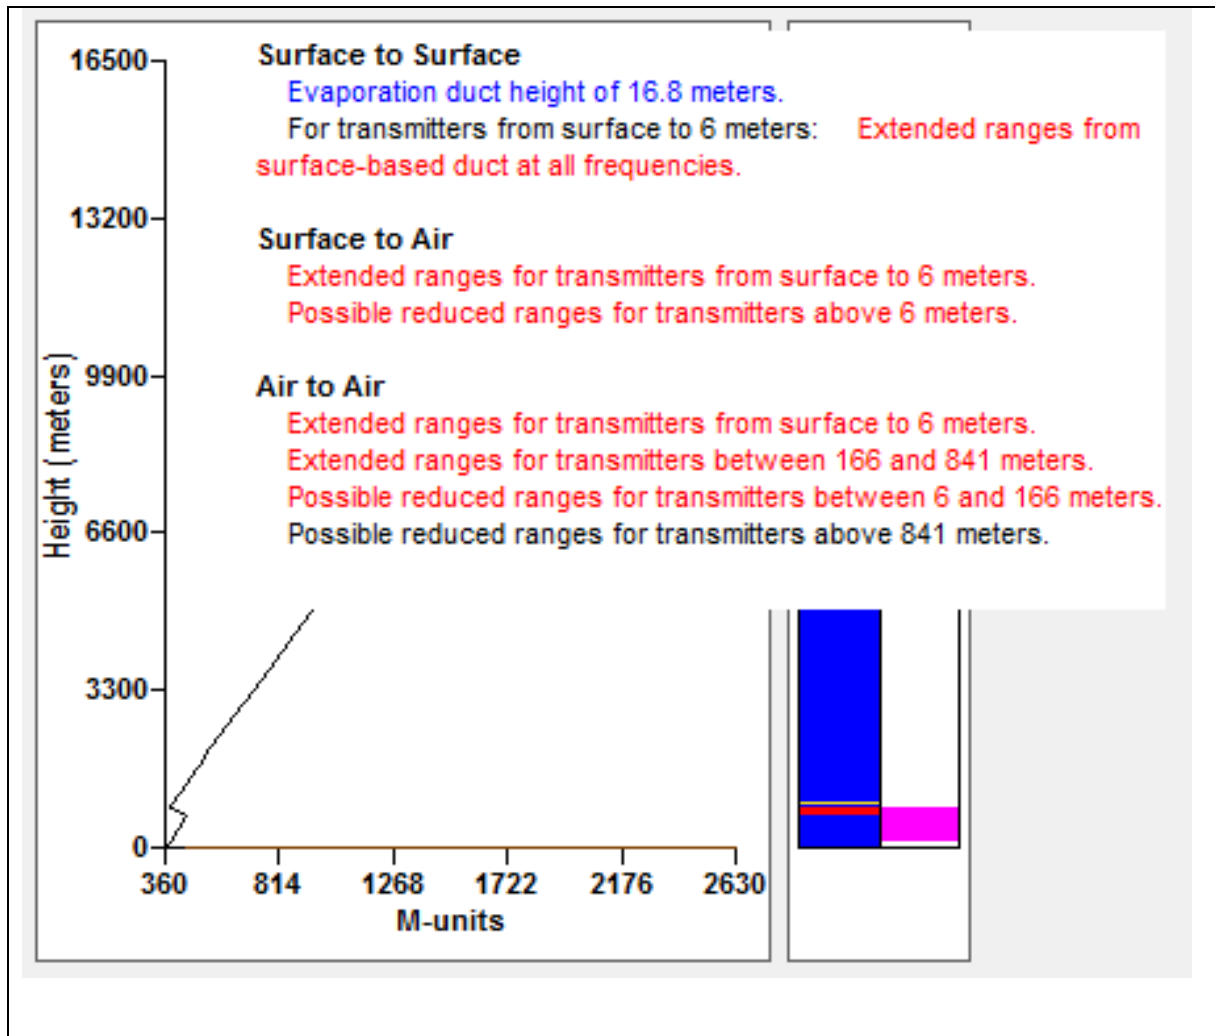 16500
Surface to Surface
Evaporation duct height of 16.8 meters.
For transmitters from surface to 6 meters: Extended ranges from
surface-based duct at all frequencies.
13200
Surface to Air
Extended ranges for transmitters from surface to 6 meters.
Possible reduced ranges for transmitters above 6 meters.
9900
Air to Air
Extended ranges for transmitters from surface to 6 meters.
Extended ranges for transmitters between 166 and 841 meters.
Possible reduced ranges for transmitters between 6 and 166 meters.
Possible reduced ranges for transmitters above 841 meters.
Height (meters)
6600
3300
0
360 814 1268 1722 2176 2630
M-units